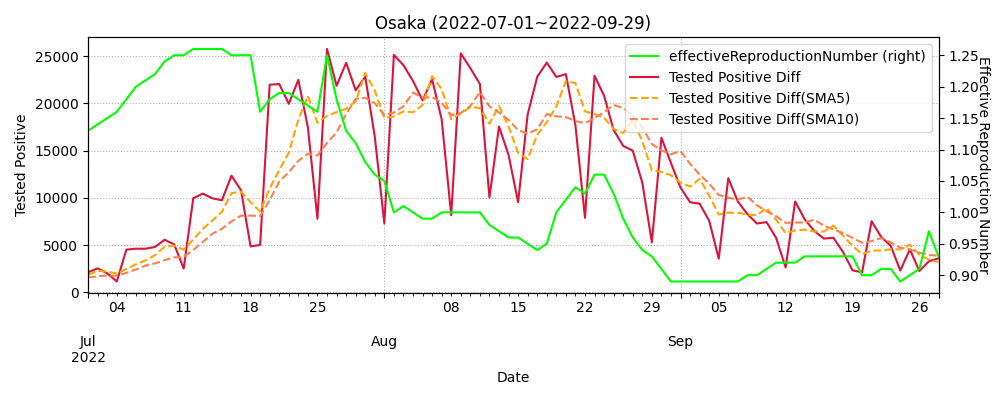 Osaka (2022-07-01~2022-09-29)
effectiveReproductionNumber (right)
Tested Positive Diff
Tested Positive Diff(SMA5)
Tested Positive Diff(SMA10)
Tested Positive
25000
20000
15000
10000
5000
0
Effective Reproduction Number
1.25
1.20
1.15
1.10
1.05
1.00
0.95
0.90
04 11 18 25 08 15 22 29 05 12 19 26
Jul Aug Sep
2022
Date